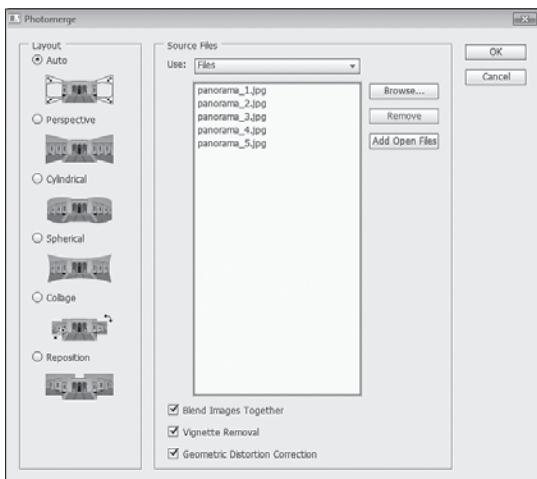 Photomerge
Layout
Auto
Perspective
Cylindrical
Spherical
Collage
Reposition
Source Files
Use: Files
panorama_1.jpg
panorama_2.jpg
panorama_3.jpg
panorama_4.jpg
panorama_5.jpg
Browse...
Remove
Add Open Files
Blend Images Together
Vignette Removal
Geometric Distortion Correction
OK
Cancel